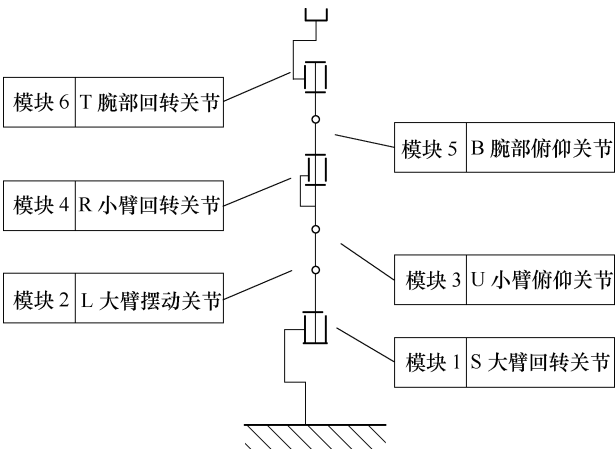 模块 6 T 腕部回转关节
模块 5 B 腕部俯仰关节
模块 4 R 小臂回转关节
模块 3 U 小臂俯仰关节
模块 2 L 大臂摆动关节
模块 1 S 大臂回转关节